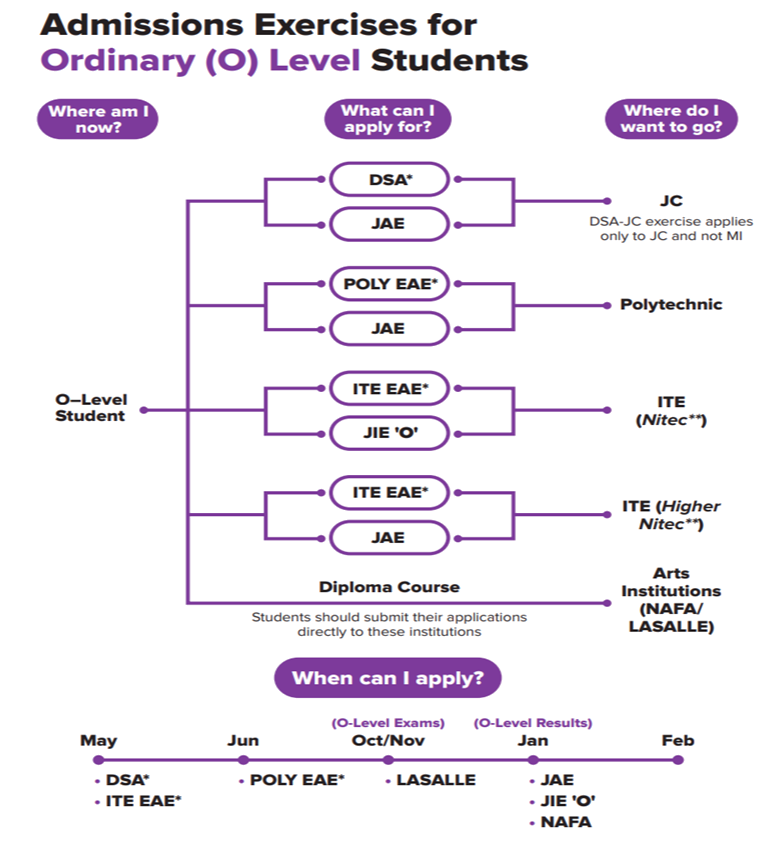 Admissions Exercises for
Ordinary (O) Level Students
Where am I
now?
What can I
apply for?
Where do I
want to go?
DSA*
JAE
JC
DSA-JC exercise applies
only to JC and not MI
POLY EAE*
JAE
Polytechnic
O–Level
Student
ITE EAE*
JIE 'O'
ITE
(Nitec**)
ITE EAE*
JAE
ITE (Higher
Nitec**)
Diploma Course
Students should submit their applications
directly to these institutions
Arts
Institutions
(NAFA/
LASALLE)
When can I apply?
(O-Level Exams)
(O-Level Results)
May
Jun
Oct/Nov
Jan
Feb
• DSA*
• ITE EAE*
• POLY EAE*
• LASALLE
• JAE
• JIE 'O'
• NAFA